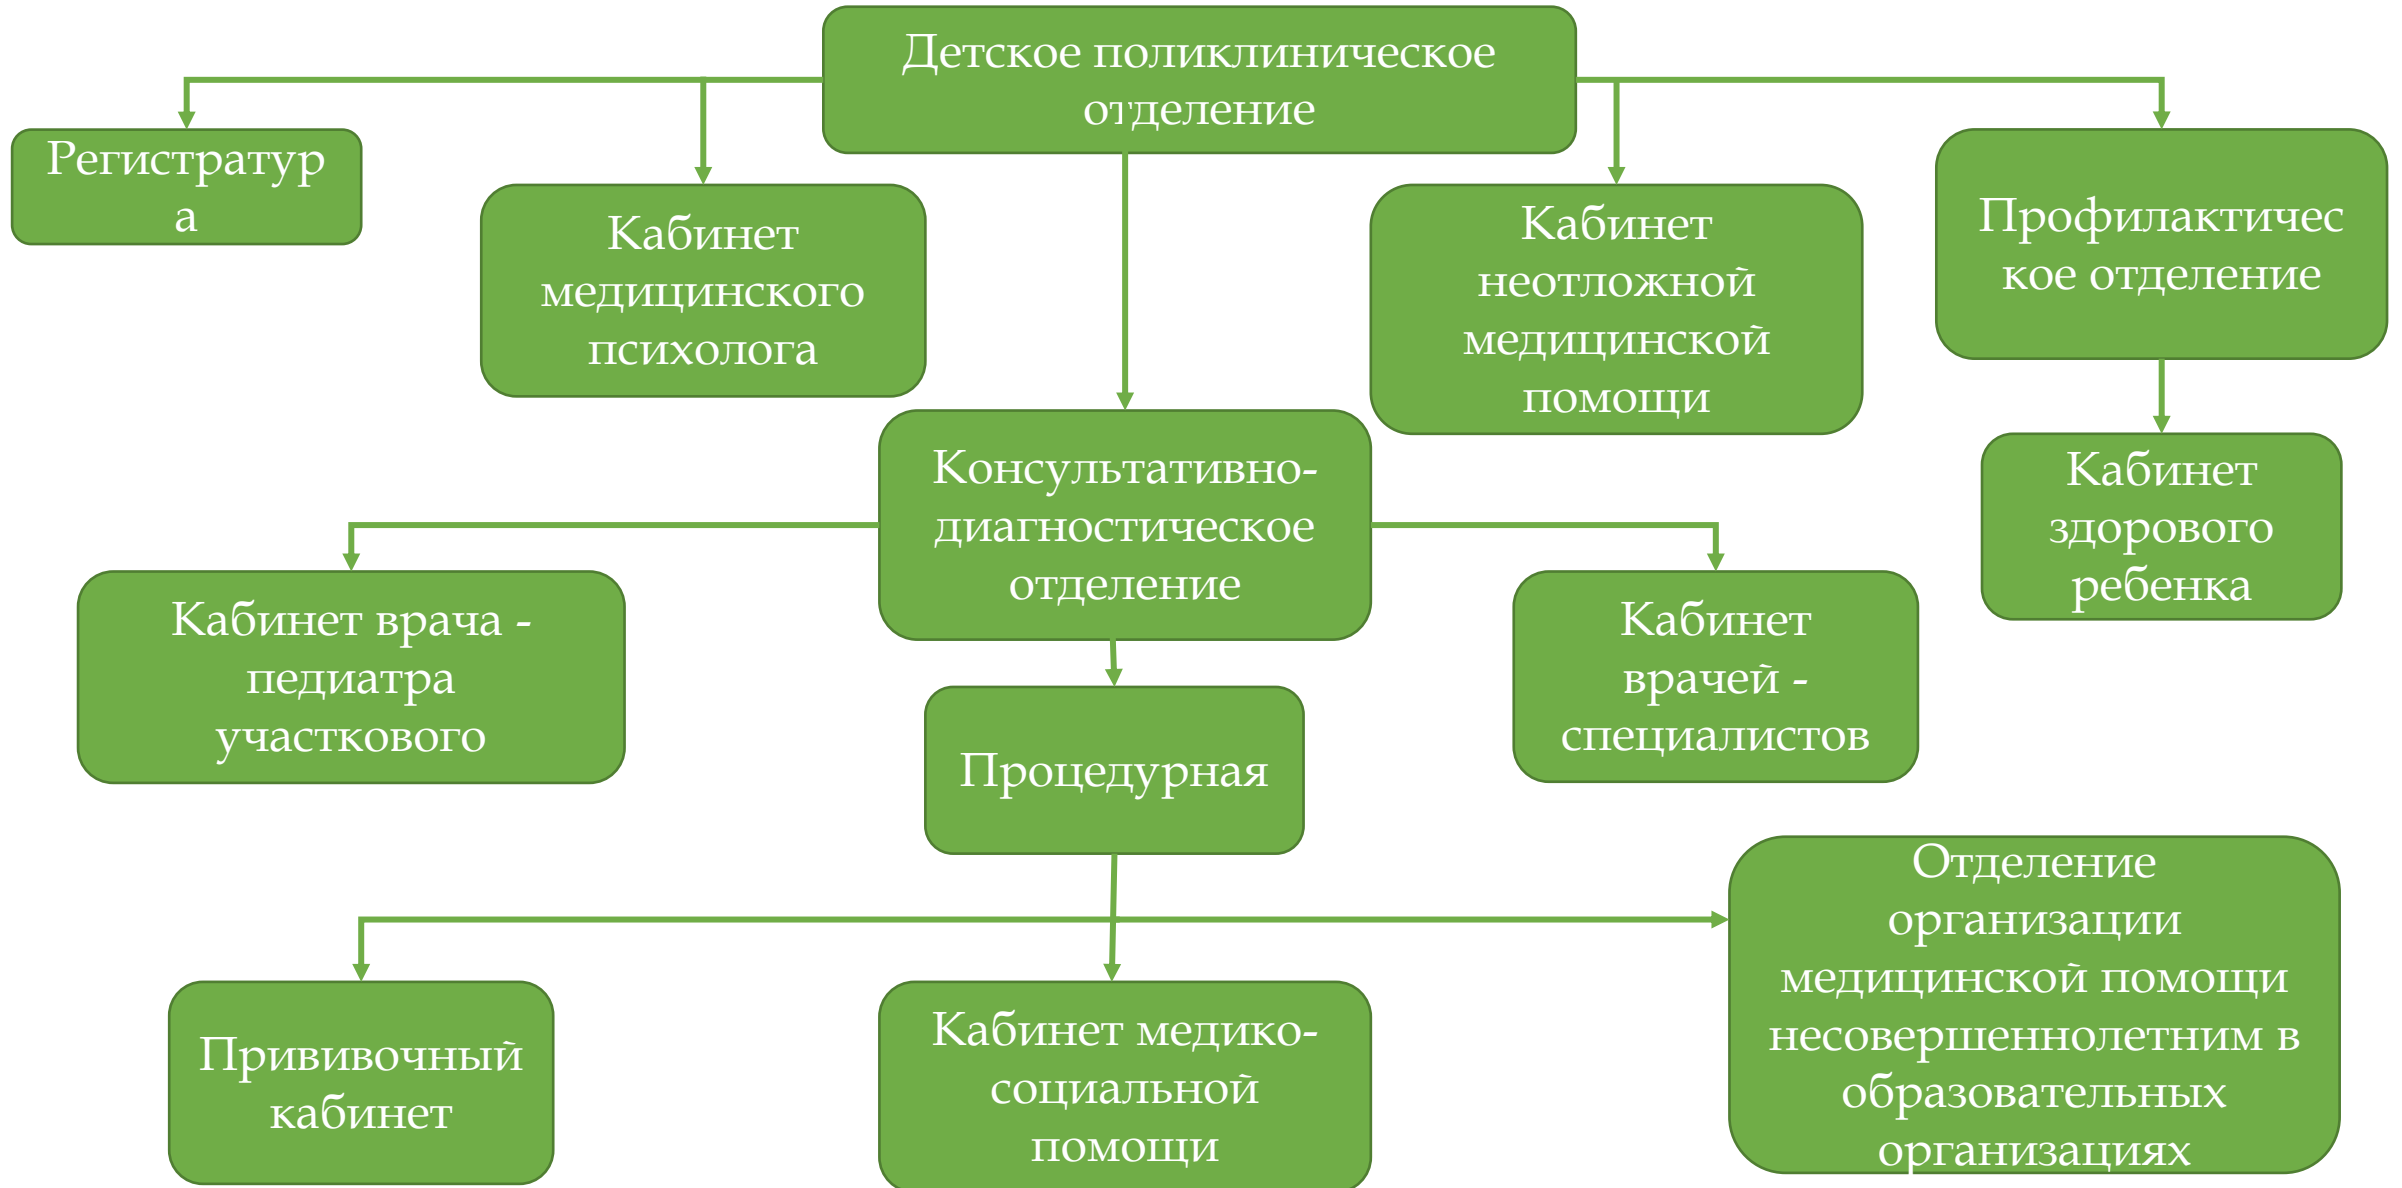 Детское поликлиническое
отделение
Регистратур
а
Кабинет
медицинского
психолога
Кабинет
неотложной
медицинской
помощи
Профилактичес
кое отделение
Консультативно-
диагностическое
отделение
Кабинет
здорового
ребенка
Кабинет врача -
педиатра
участкового
Процедурная
Кабинет
врачей -
специалистов
Прививочный
кабинет
Кабинет медико-
социальной
помощи
Отделение
организации
медицинской помощи
несовершеннолетним в
образовательных
организациях